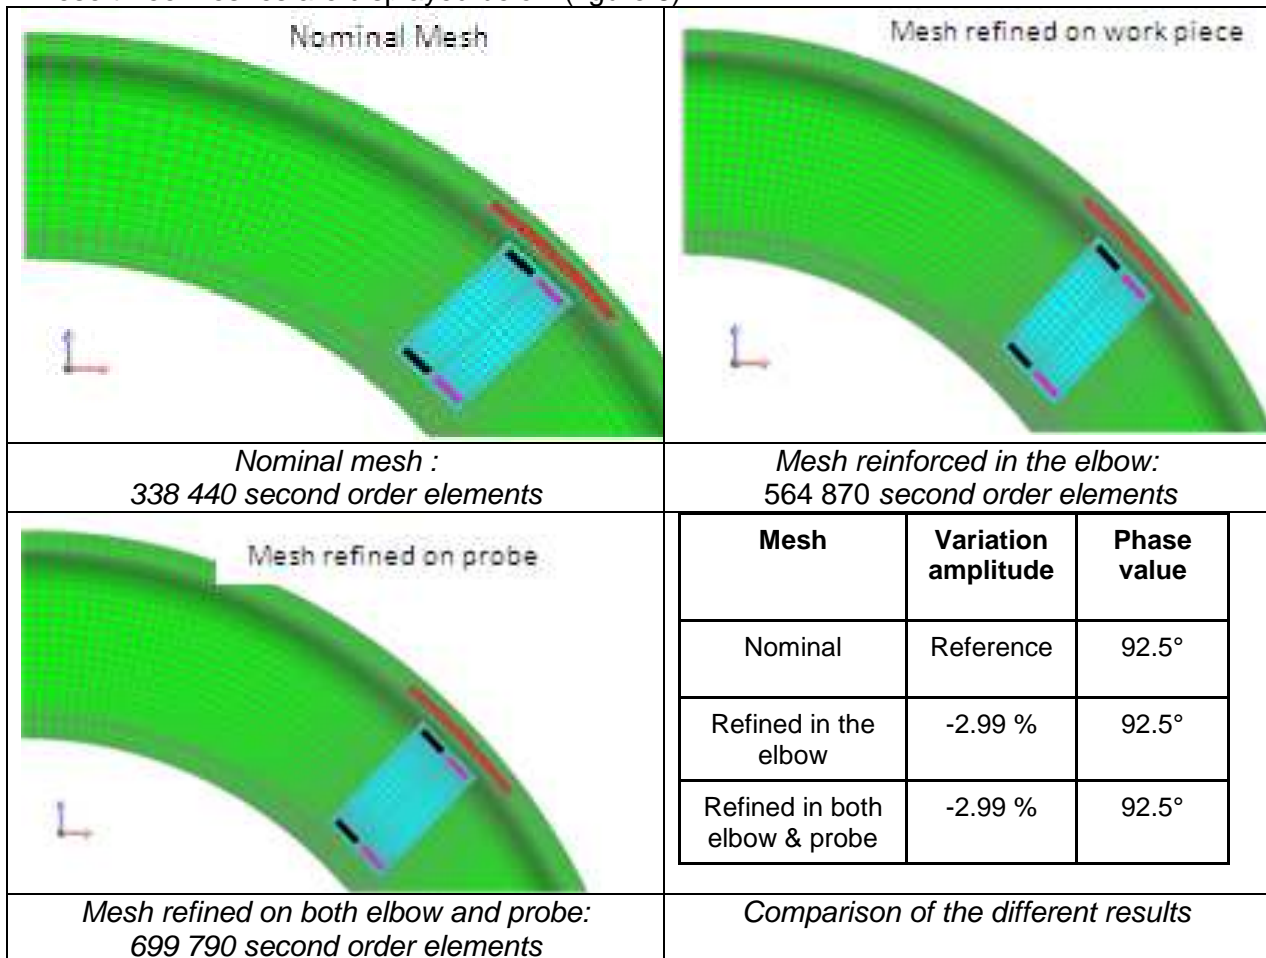 Nominal Mesh
Mesh refined on work piece
Nominal mesh :
338 440 second order elements
Mesh reinforced in the elbow:
564 870 second order elements
Mesh refined on probe
Mesh Variation amplitude Phase value
Nominal Reference 92.5°
Refined in the elbow -2.99 % 92.5°
Refined in both elbow & probe -2.99 % 92.5°
Mesh refined on both elbow and probe:
699 790 second order elements
Comparison of the different results